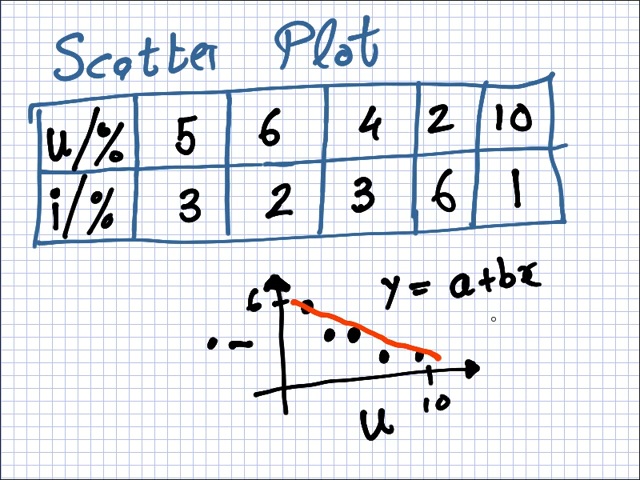 Scatter Plot
u/% 5 6 4 2 10
i/% 3 2 3 6 1
y = a+bx
6
i
10
u